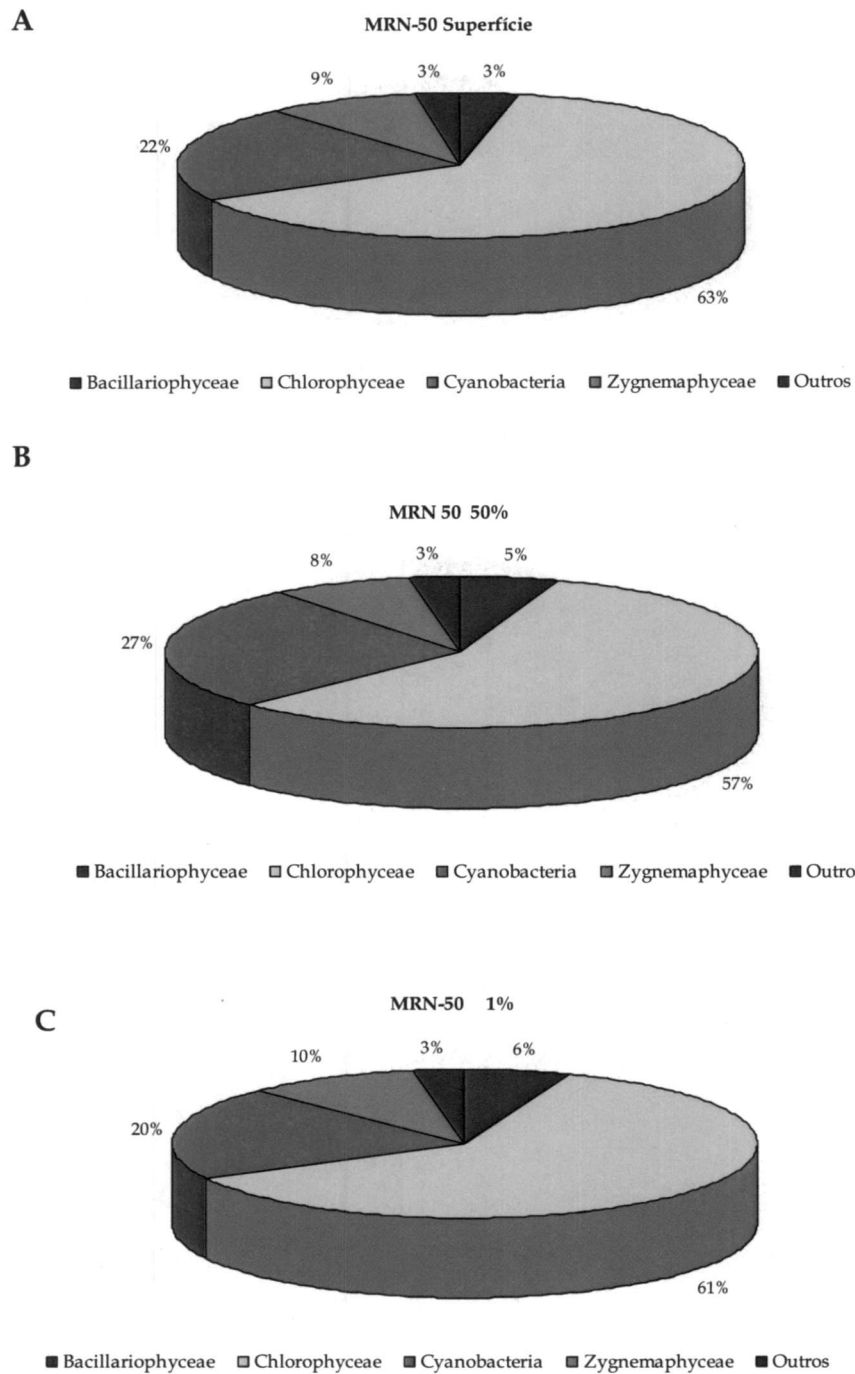 A
MRN-50 Superfície
9% 3% 3%
22%
63%
Bacillariophyceae Chlorophyceae Cyanobacteria Zygnemaphyceae Outros
B
MRN 50 50%
8% 3% 5%
27%
57%
Bacillariophyceae Chlorophyceae Cyanobacteria Zygnemaphyceae Outro
C
MRN-50 1%
10% 3% 6%
20%
61%
Bacillariophyceae Chlorophyceae Cyanobacteria Zygnemaphyceae Outros